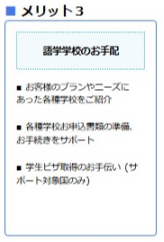 ■ メリット３
語学学校のお手配
■ お客様のプランやニーズに
あった各種学校をご紹介
■ 各種学校お申込書類の準備、
お手続きをサポート
■ 学生ビザ取得のお手伝い (サ
ポート対象国のみ)